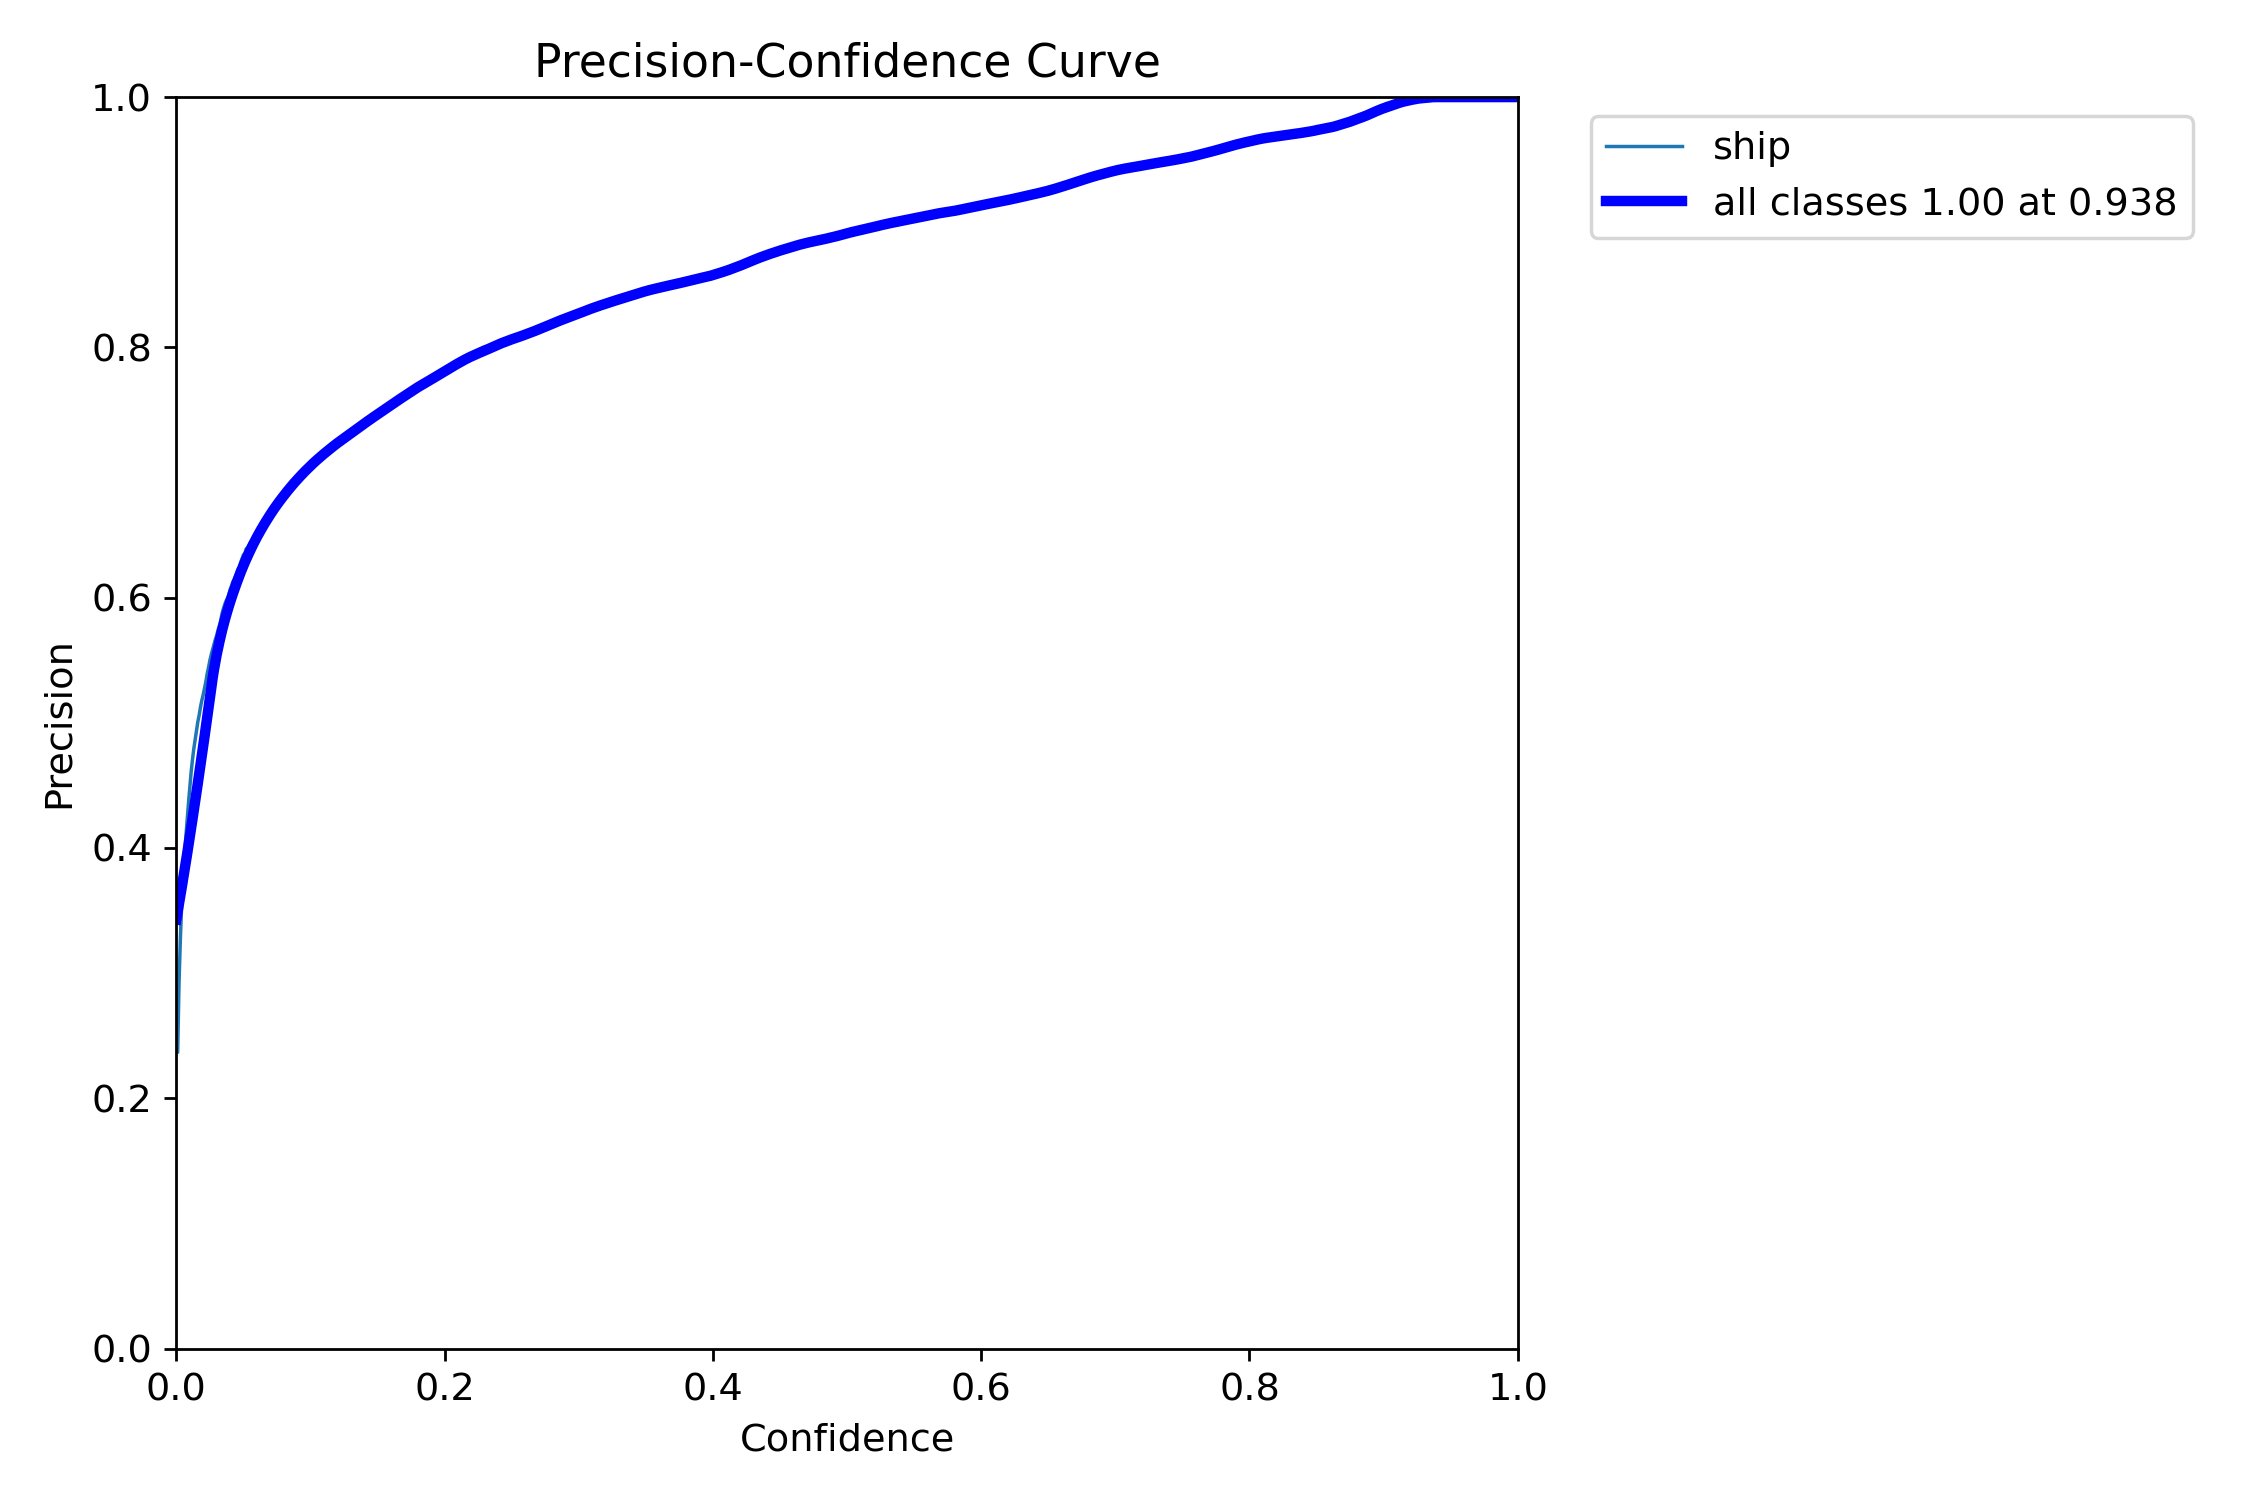 Precision-Confidence Curve
ship
all classes 1.00 at 0.938
Precision
1.0
0.8
0.6
0.4
0.2
0.0
0.0 0.2 0.4 0.6 0.8 1.0
Confidence